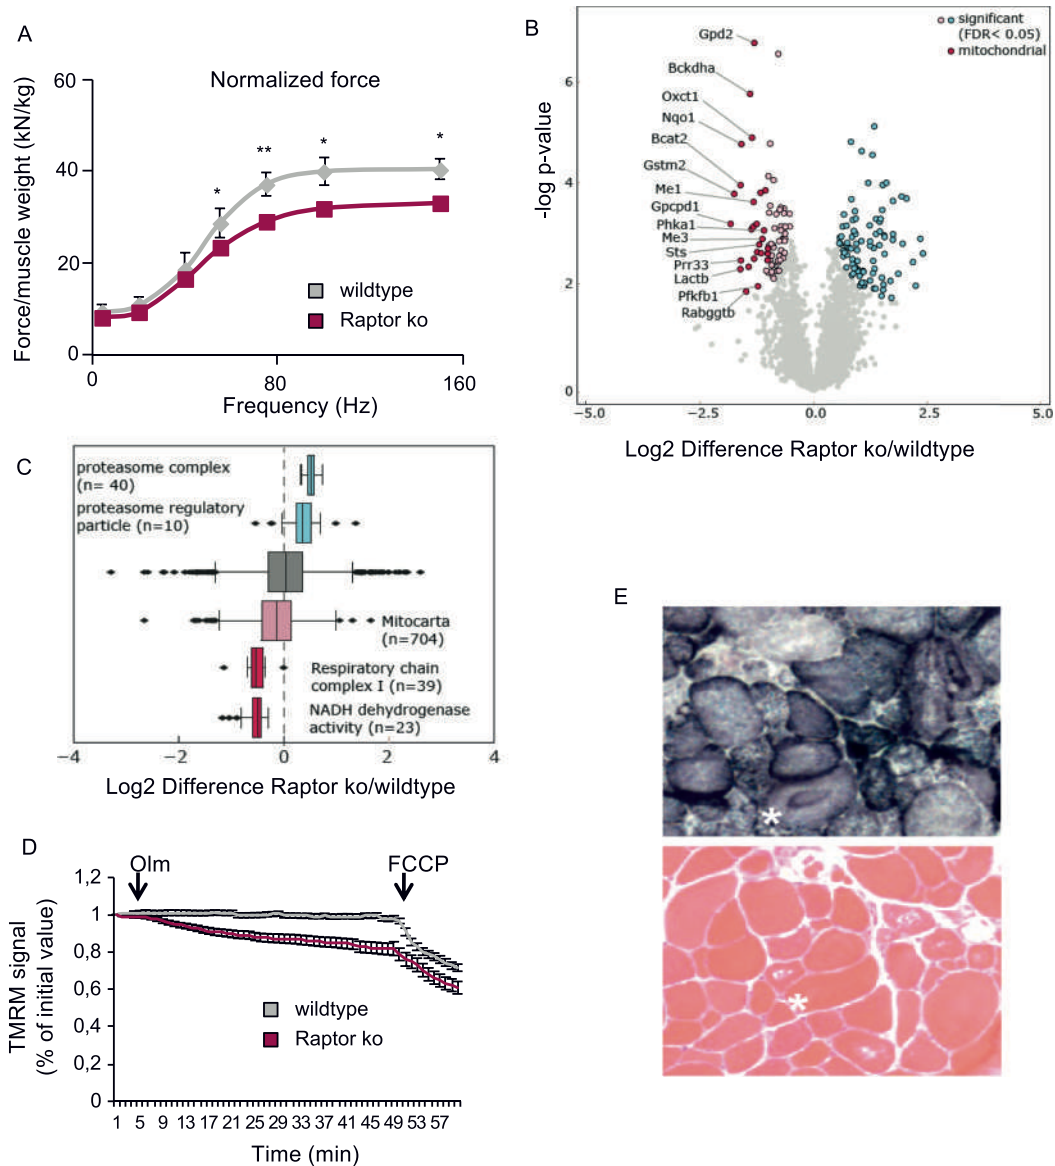 A
Normalized force
60
40
20
0
0
80
160
*
**
*
*
wildtype
Raptor ko
Force/muscle weight (kN/kg)
Frequency (Hz)
B
significant
(FDR< 0.05)
mitochondrial
Gpd2
Bckdha
Oxct1
Nqo1
Bcat2
Gstm2
Me1
Gpcpd1
Phka1
Me3
Sts
Prr33
Lactb
Pfkfb1
Rabggtb
6
4
2
0
-log p-value
−5.0
−2.5
0.0
2.5
5.0
Log2 Difference Raptor ko/wildtype
C
proteasome complex
(n= 40)
proteasome regulatory
particle (n=10)
Mitocarta
(n=704)
Respiratory chain
complex I (n=39)
NADH dehydrogenase
activity (n=23)
−4
−2
0
2
4
Log2 Difference Raptor ko/wildtype
D
Olm
FCCP
1,2
1
0,8
0,6
0,4
0,2
0
wildtype
Raptor ko
TMRM signal
(% of initial value)
1 5 9 13 17 21 25 29 33 37 41 45 49 53 57
Time (min)
E
*
*